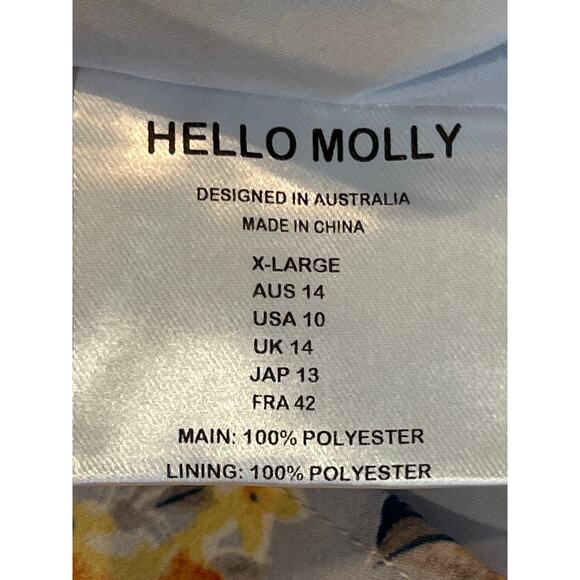 HELLO MOLLY
DESIGNED IN AUSTRALIA
MADE IN CHINA
X-LARGE
AUS 14
USA 10
UK 14
JAP 13
FRA 42
MAIN: 100% POLYESTER
LINING: 100% POLYESTER